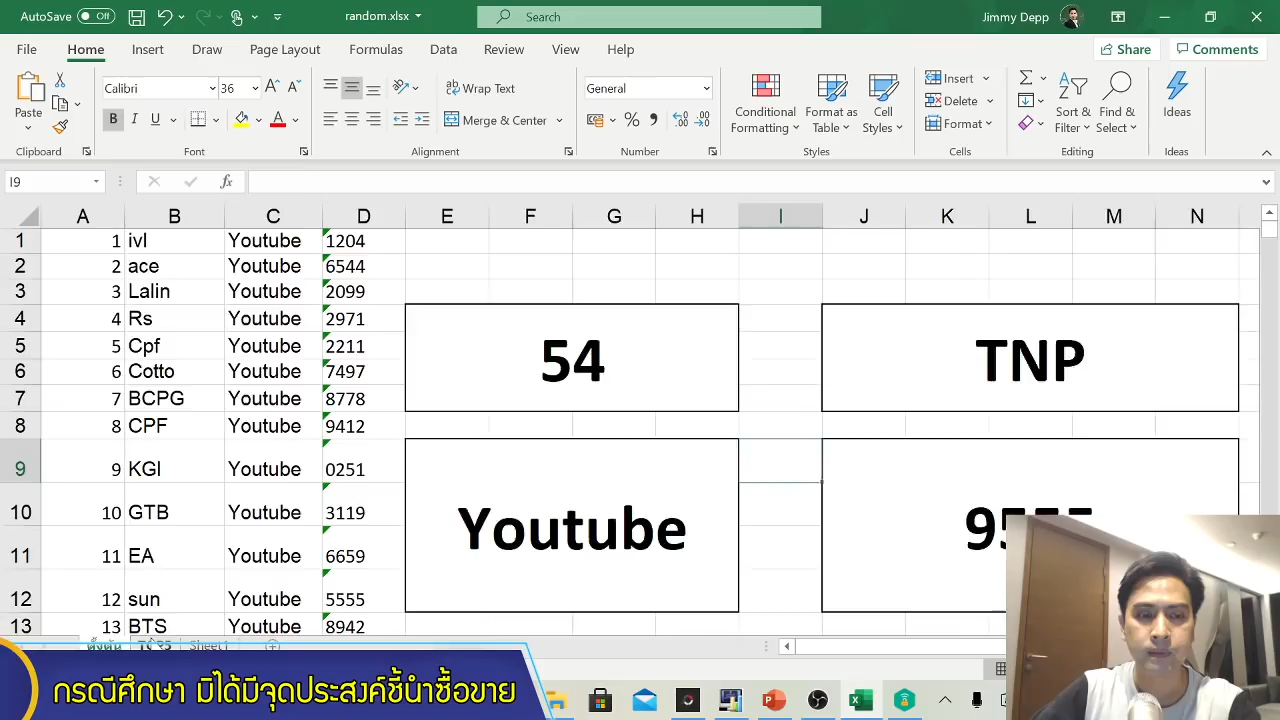 AutoSave Off random.xlsx Search Jimmy Depp
File Home Insert Draw Page Layout Formulas Data Review View Help Share Comments
Calibri 36 Wrap Text General Insert
Paste B I U Merge & Center Conditional Formatting Format as Table Cell Styles Delete Format Sort & Filter Find & Select Ideas
Clipboard Font Alignment Number Styles Cells Editing Ideas
I9 fx
A B C D E F G H I J K L M N
1 1 ivl Youtube 1204
2 2 ace Youtube 6544
3 3 Lalin Youtube 2099
4 4 Rs Youtube 2971
5 5 Cpf Youtube 2211
6 6 Cotto Youtube 7497
7 7 BCPG Youtube 8778
8 8 CPF Youtube 9412
9 9 KGI Youtube 0251
10 10 GTB Youtube 3119
11 11 EA Youtube 6659
12 12 sun Youtube 5555
13 13 BTS Youtube 8942
54 TNP
Youtube
Sheet1
กรณีศึกษา มิได้มีจุดประสงค์ชี้นำซื้อขาย